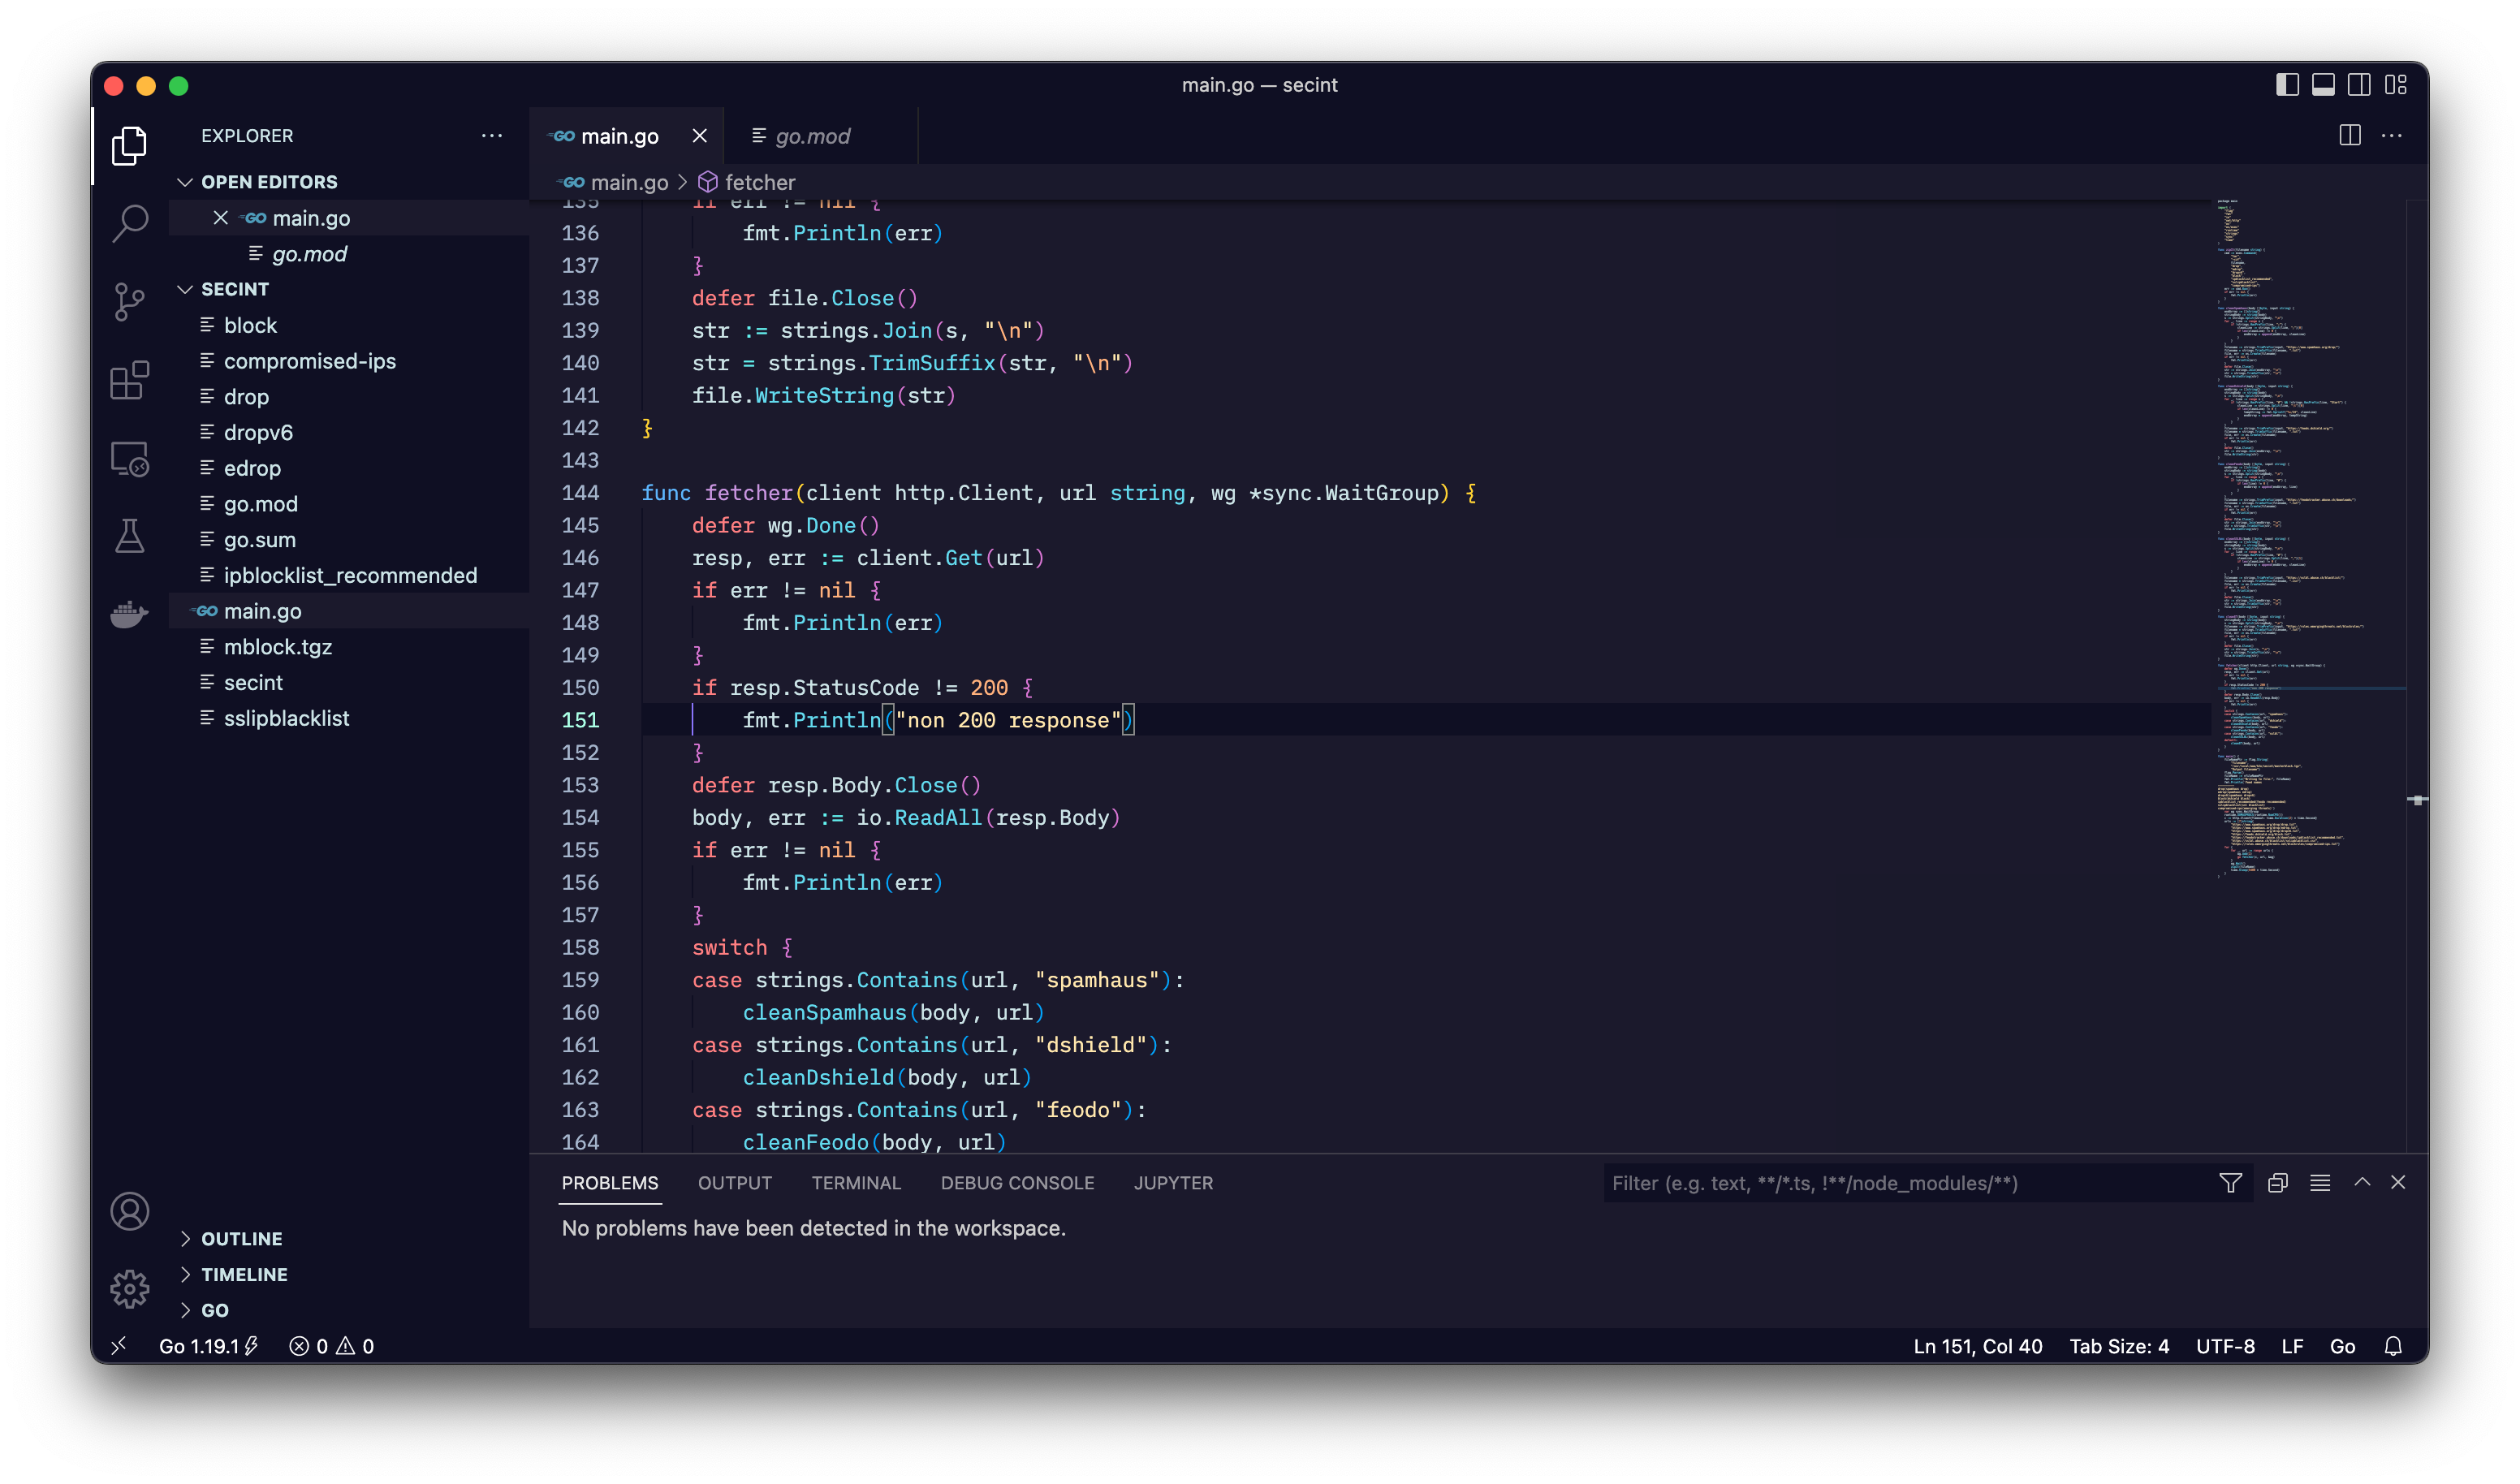 main.go — secint
EXPLORER
OPEN EDITORS
main.go
go.mod
SECINT
block
compromised-ips
drop
dropv6
edrop
go.mod
go.sum
ipblocklist_recommended
main.go
mblock.tgz
secint
sslipblacklist
OUTLINE
TIMELINE
GO
main.go
go.mod
main.go > fetcher
135 if err != nil {
136 fmt.Println(err)
137 }
138 defer file.Close()
139 str := strings.Join(s, "\n")
140 str = strings.TrimSuffix(str, "\n")
141 file.WriteString(str)
142 }
143
144 func fetcher(client http.Client, url string, wg *sync.WaitGroup) {
145 defer wg.Done()
146 resp, err := client.Get(url)
147 if err != nil {
148 fmt.Println(err)
149 }
150 if resp.StatusCode != 200 {
151 fmt.Println("non 200 response")
152 }
153 defer resp.Body.Close()
154 body, err := io.ReadAll(resp.Body)
155 if err != nil {
156 fmt.Println(err)
157 }
158 switch {
159 case strings.Contains(url, "spamhaus"):
160 cleanSpamhaus(body, url)
161 case strings.Contains(url, "dshield"):
162 cleanDshield(body, url)
163 case strings.Contains(url, "feodo"):
164 cleanFeodo(body, url)
PROBLEMS OUTPUT TERMINAL DEBUG CONSOLE JUPYTER
Filter (e.g. text, **/*.ts, !**/node_modules/**)
No problems have been detected in the workspace.
Go 1.19.1 0 0
Ln 151, Col 40 Tab Size: 4 UTF-8 LF Go